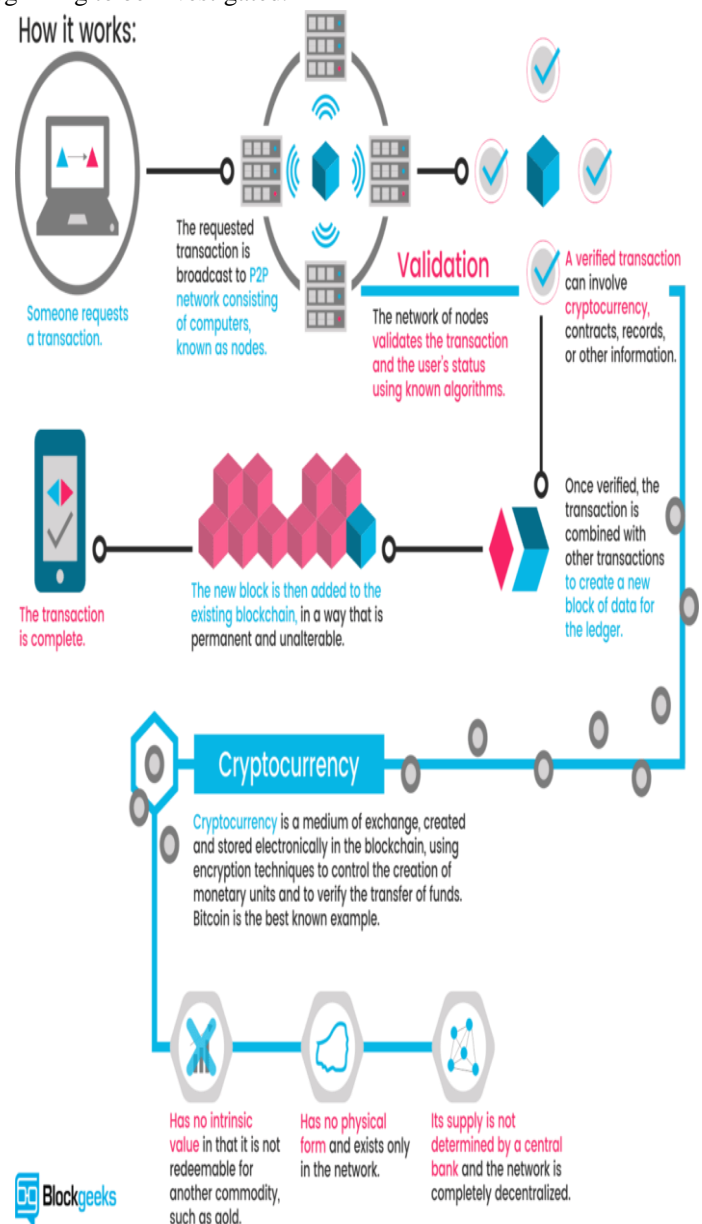 How it works:
Someone requests
a transaction.
The requested
transaction is
broadcast to P2P
network consisting
of computers,
known as nodes.
Validation
The network of nodes
validates the transaction
and the user's status
using known algorithms.
A verified transaction
can involve
cryptocurrency,
contracts, records,
or other information.
Once verified, the
transaction is
combined with
other transactions
to create a new
block of data for
the ledger.
The new block is then added to the
existing blockchain, in a way that is
permanent and unalterable.
The transaction
is complete.
Cryptocurrency
Cryptocurrency is a medium of exchange, created
and stored electronically in the blockchain, using
encryption techniques to control the creation of
monetary units and to verify the transfer of funds.
Bitcoin is the best known example.
Has no intrinsic
value in that it is not
redeemable for
another commodity,
such as gold.
Has no physical
form and exists only
in the network.
Its supply is not
determined by a central
bank and the network is
completely decentralized.
Blockgeeks